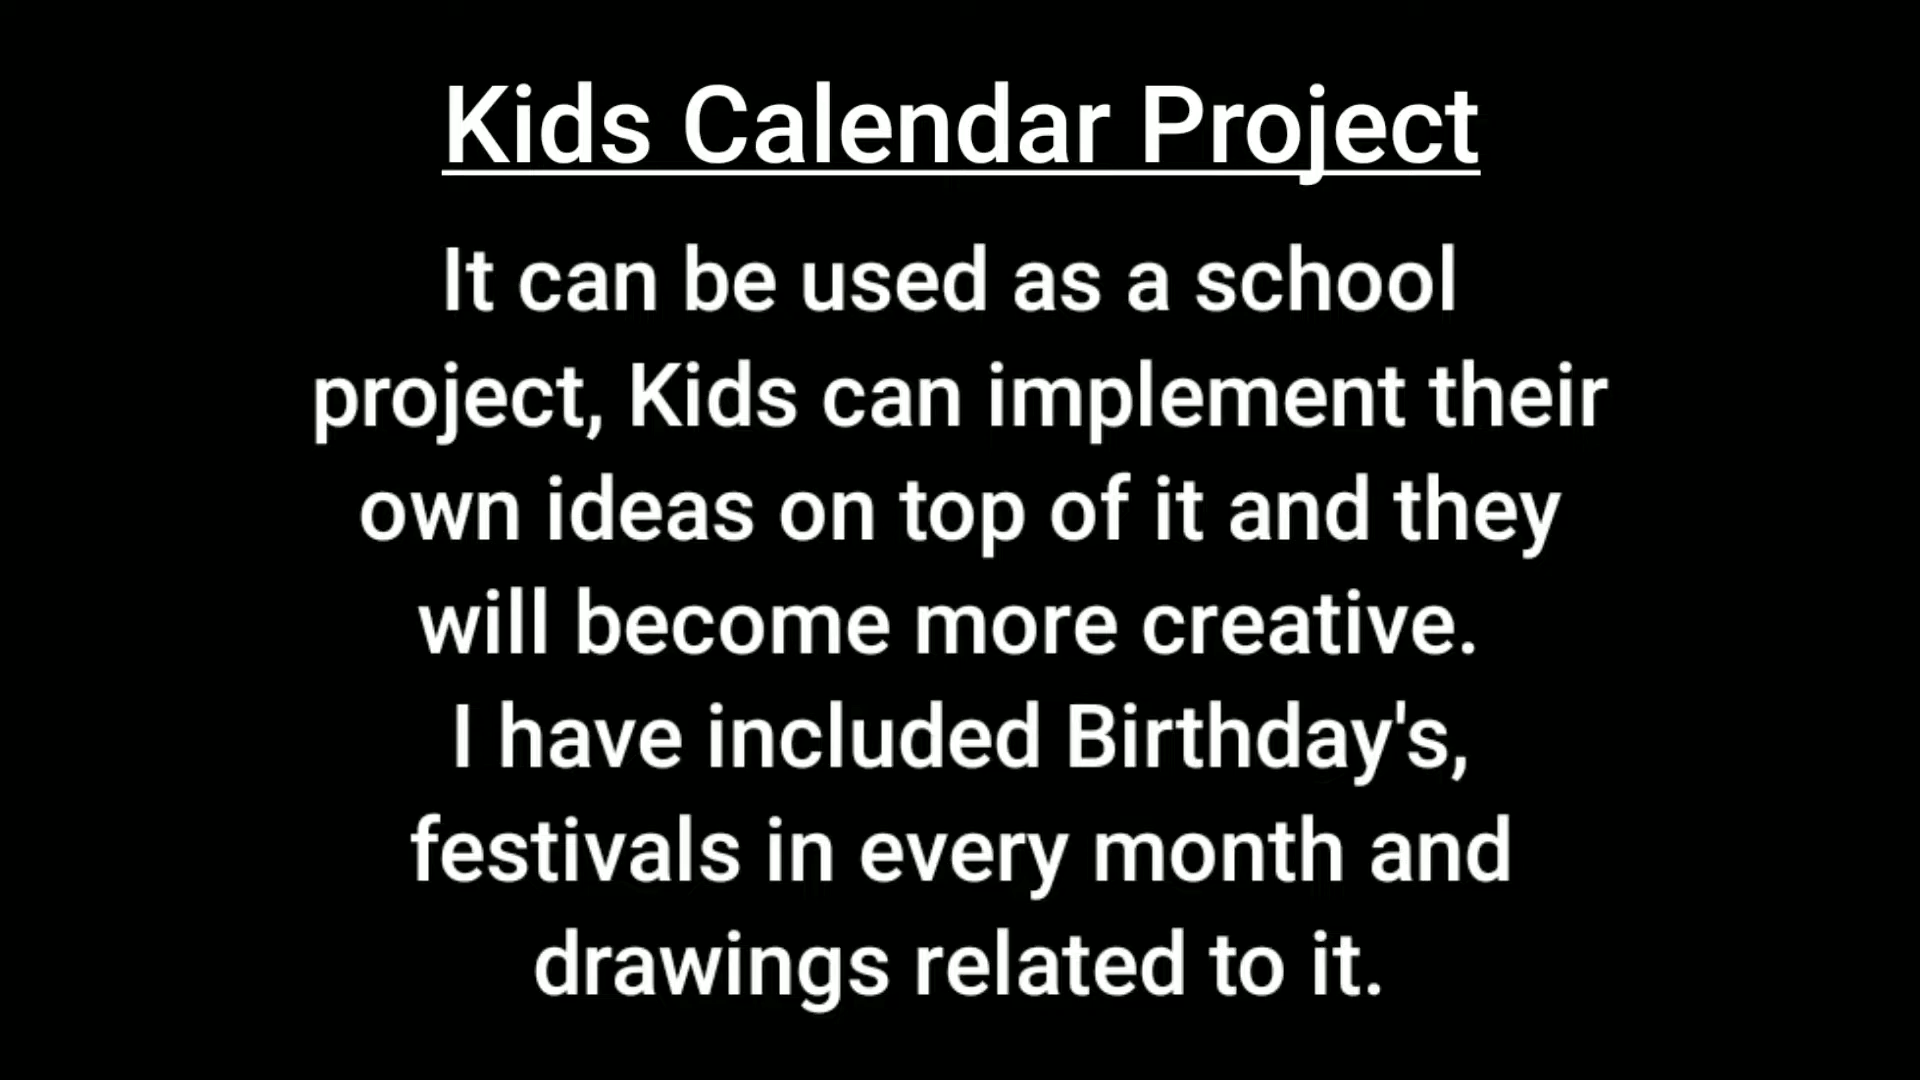 Kids Calendar Project
It can be used as a school
project, Kids can implement their
own ideas on top of it and they
will become more creative.
I have included Birthday's,
festivals in every month and
drawings related to it.